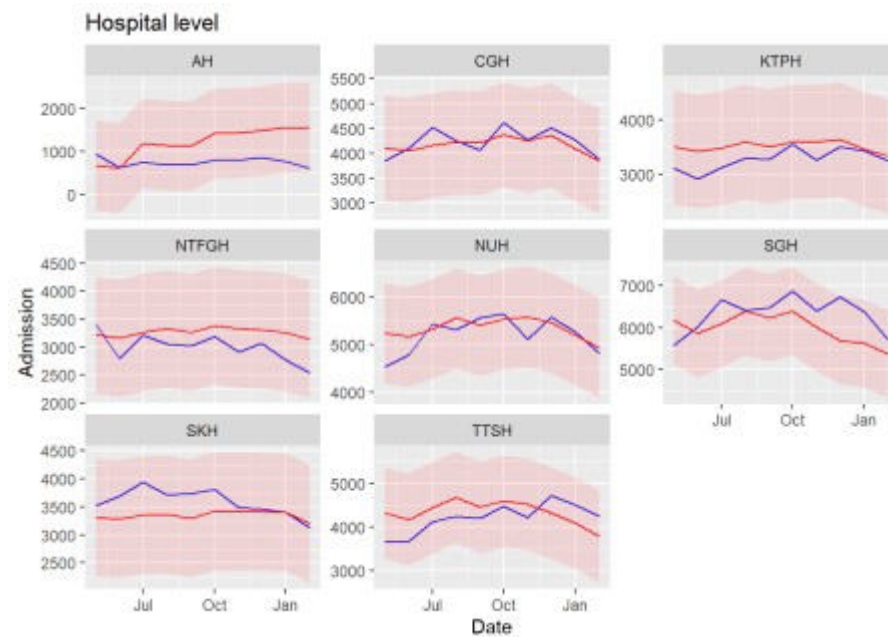 Hospital level
AH
CGH
KTPH
2000
1000
0
5500
5000
4500
4000
3500
3000
4000
3000
NTFGH
NUH
SGH
Admission
4500
4000
3500
3000
2500
2000
6000
5000
4000
7000
6000
5000
Jul
Oct
Jan
SKH
TTSH
4500
4000
3500
3000
2500
5000
4000
3000
Jul
Oct
Jan
Jul
Oct
Jan
Date